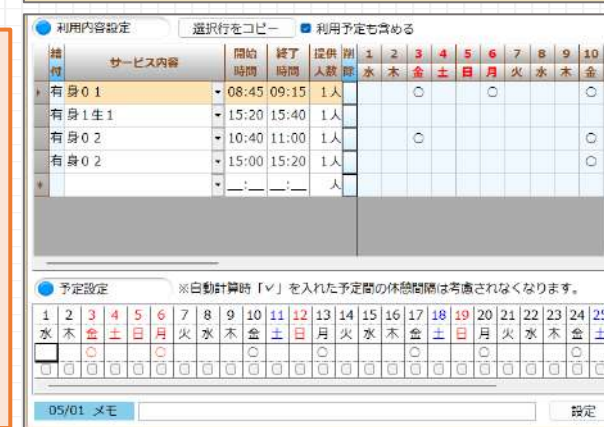 利用内容設定 選択行をコピー 利用予定も含める
給付 サービス内容 開始時間 終了時間 提供人数 削除 1 2 3 4 5 6 7 8 9 10
水 木 金 土 日 月 火 水 木 金
有 身01 08:45 09:15 1人 ○ ○ ○
有 身1生1 15:20 15:40 1人
有 身02 10:40 11:00 1人 ○ ○
有 身02 15:00 15:20 1人 ○
* __:__ __:__ 人
予定設定 ※自動計算時「✓」を入れた予定間の休憩間隔は考慮されなくなります。
1 2 3 4 5 6 7 8 9 10 11 12 13 14 15 16 17 18 19 20 21 22 23 24 25
水 木 金 土 日 月 火 水 木 金 土 日 月 火 水 木 金 土 日 月 火 水 木 金 土
○ ○ ○ ○ ○ ○ ○
05/01 メモ 設定